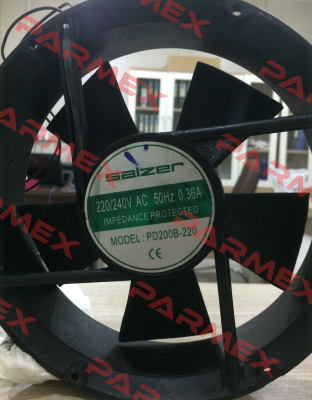 PARMEX
PARMEX
PARMEX
salzer
220/240V AC 50Hz 0.36A
IMPEDANCE PROTECTED
MODEL: PD200B-220
CE
PARMEX
PARMEX
PARMEX
PARMEX